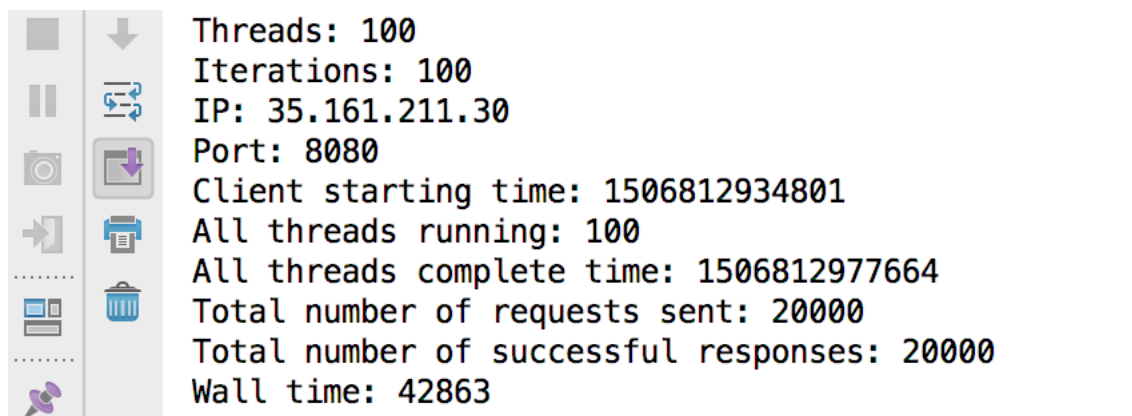 Threads: 100
Iterations: 100
IP: 35.161.211.30
Port: 8080
Client starting time: 1506812934801
All threads running: 100
All threads complete time: 1506812977664
Total number of requests sent: 20000
Total number of successful responses: 20000
Wall time: 42863